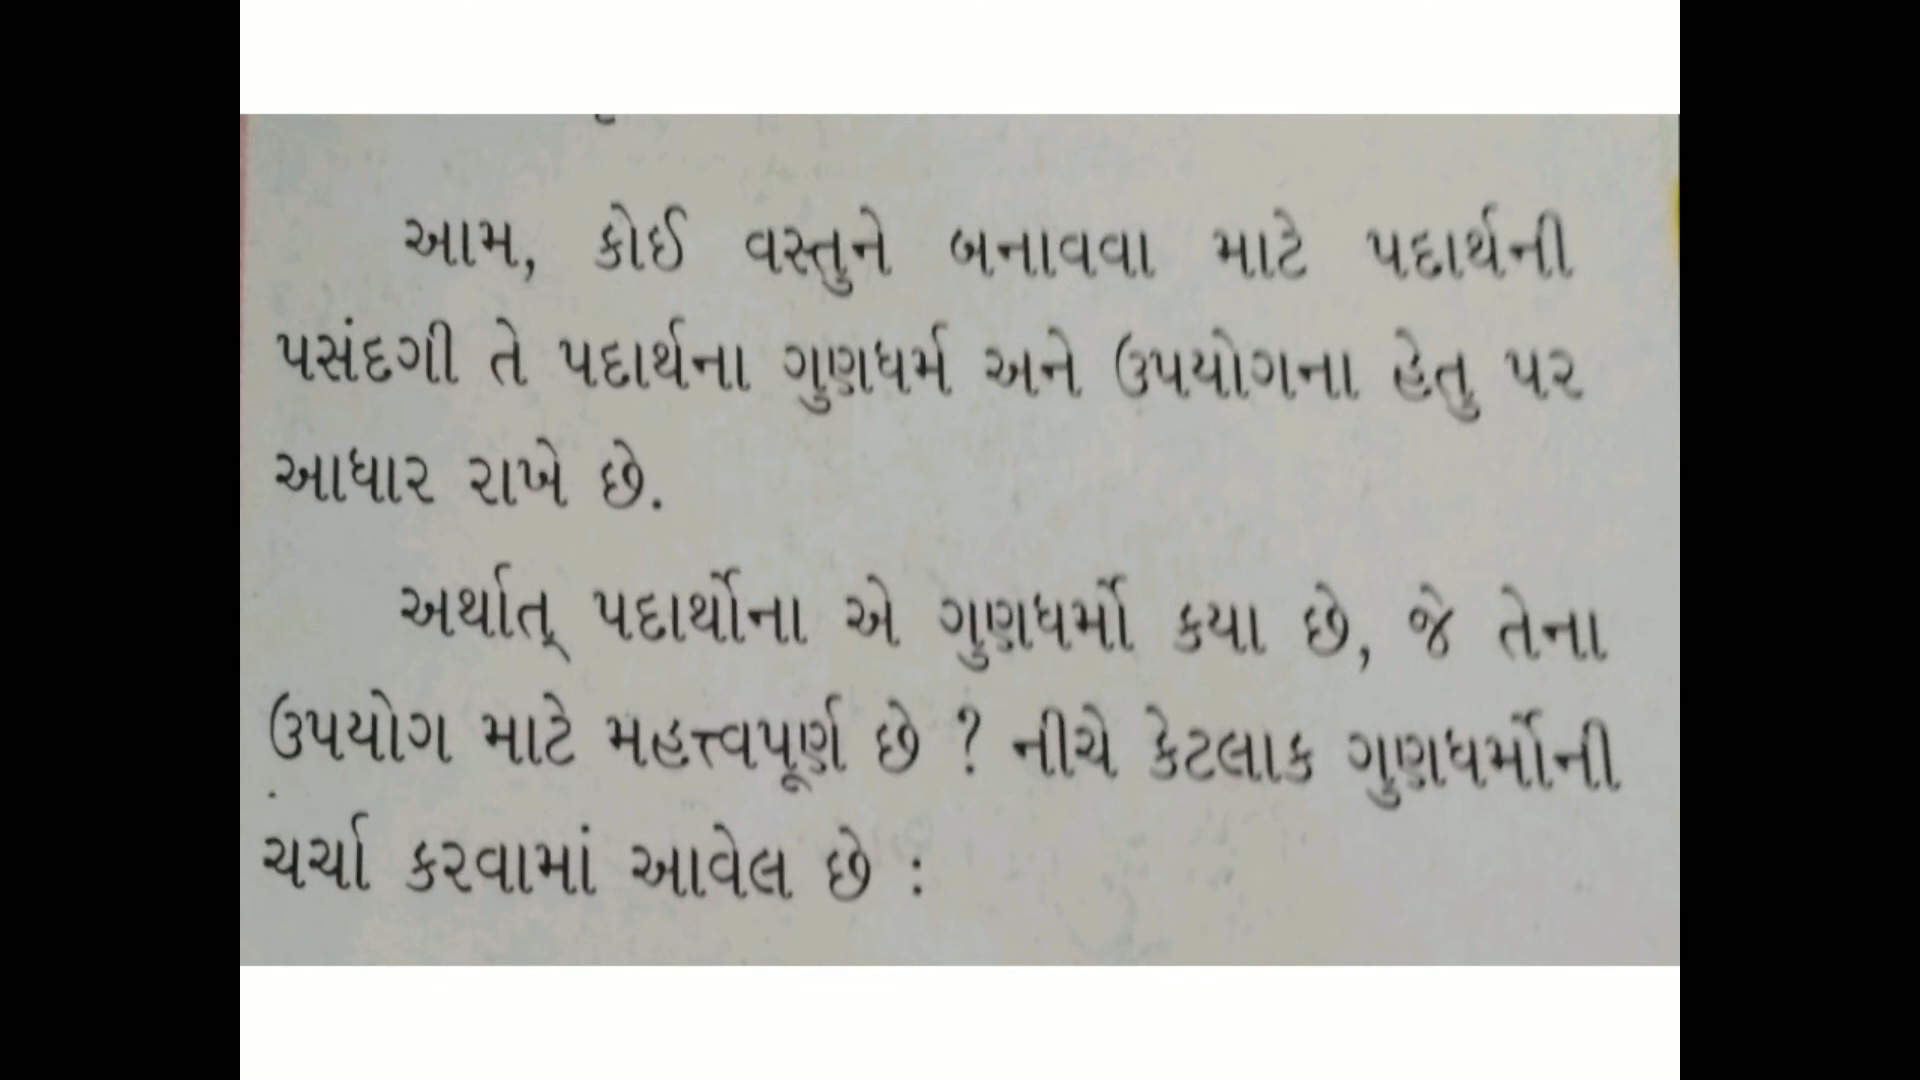 આમ, કોઈ વસ્તુને બનાવવા માટે પદાર્થની
પસંદગી તે પદાર્થના ગુણધર્મ અને ઉપયોગના હેતુ પર
આધાર રાખે છે.
અર્થાત્ પદાર્થોના એ ગુણધર્મો કયા છે, જે તેના
ઉપયોગ માટે મહત્ત્વપૂર્ણ છે ? નીચે કેટલાક ગુણધર્મોની
ચર્ચા કરવામાં આવેલ છે :